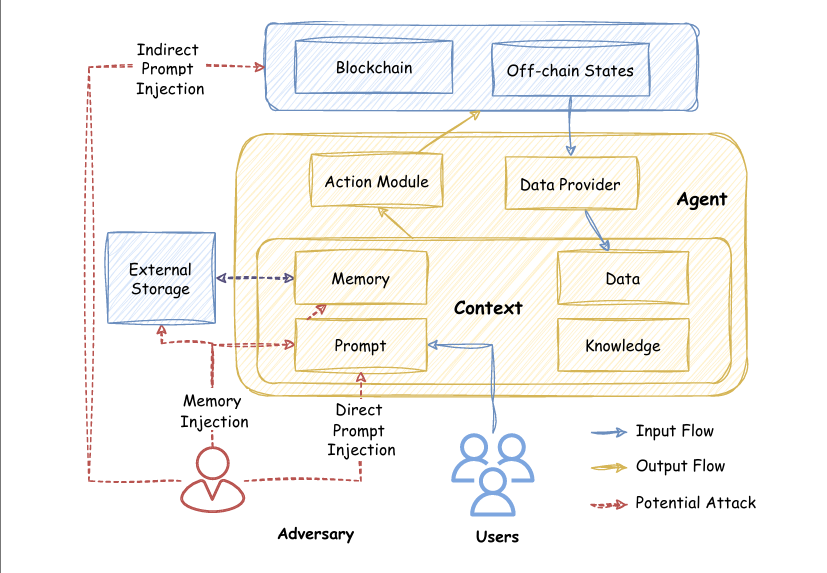 Indirect
Prompt
Injection
Blockchain
Off-chain States
Action Module
Data Provider
Agent
External
Storage
Memory
Data
Context
Prompt
Knowledge
Memory
Injection
Direct
Prompt
Injection
Input Flow
Output Flow
Potential Attack
Adversary
Users